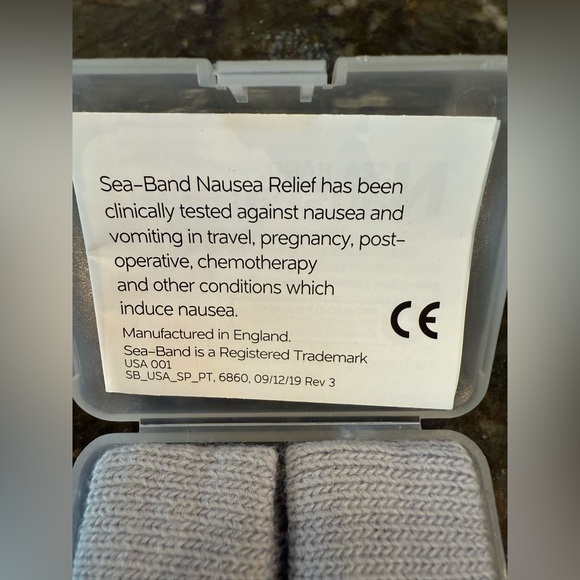 Sea-Band Nausea Relief has been
clinically tested against nausea and
vomiting in travel, pregnancy, post-
operative, chemotherapy
and other conditions which
induce nausea.
CE
Manufactured in England.
Sea-Band is a Registered Trademark
USA 001
SB_USA_SP_PT, 6860, 09/12/19 Rev 3